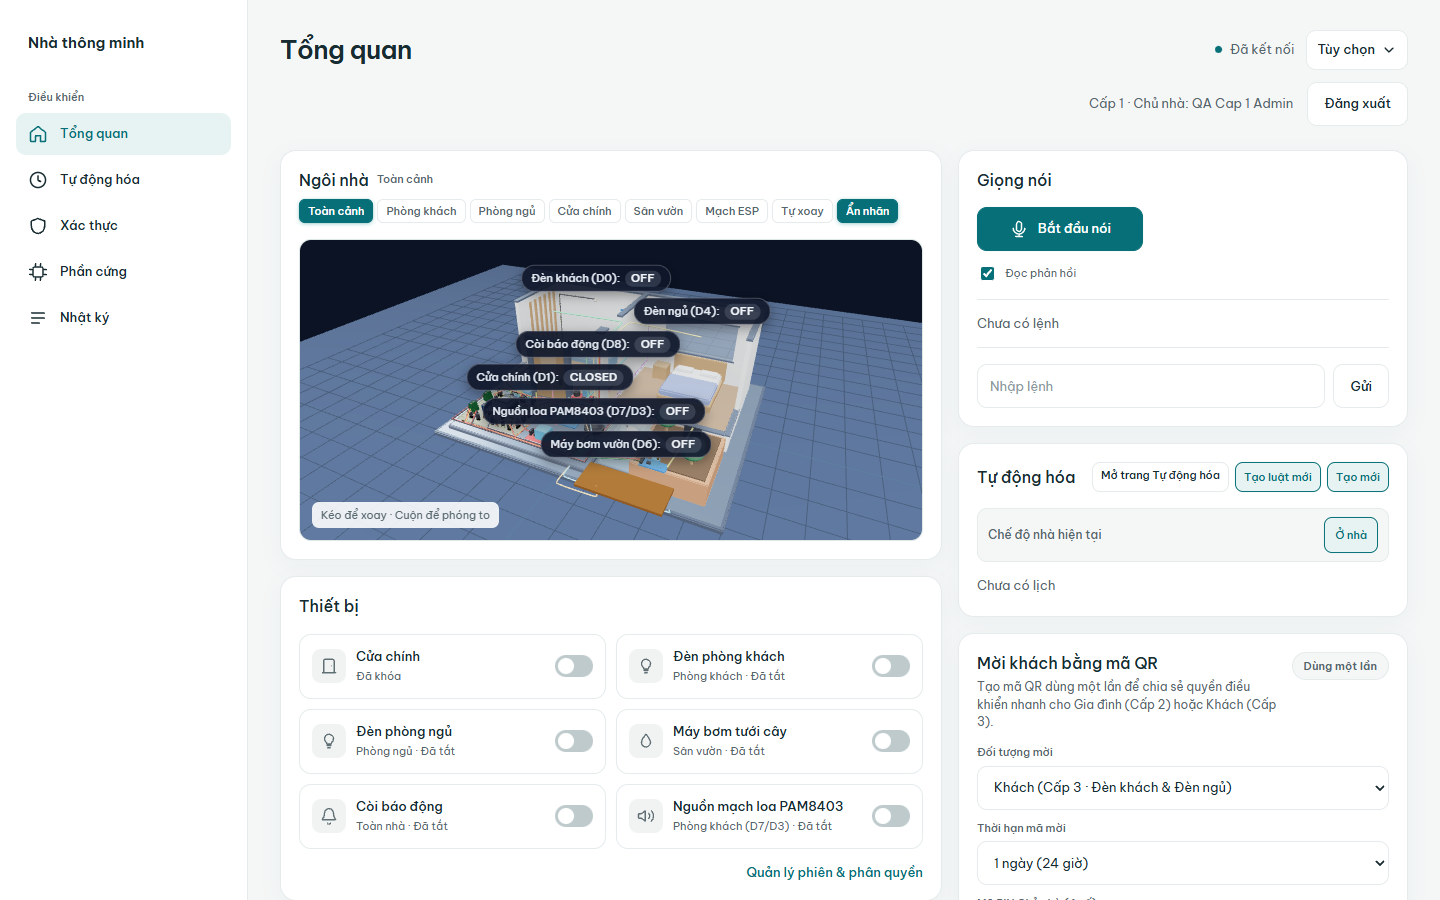 Nhà thông minh
Điều khiển
Tổng quan
Tự động hóa
Xác thực
Phần cứng
Nhật ký
Tổng quan
Đã kết nối
Tùy chọn
Cấp 1 · Chủ nhà: QA Cap 1 Admin
Đăng xuất
Ngôi nhà Toàn cảnh
Toàn cảnh Phòng khách Phòng ngủ Cửa chính Sân vườn Mạch ESP Tự xoay Ẩn nhãn
Đèn khách (D0): OFF
Đèn ngủ (D4): OFF
Còi báo động (D8): OFF
Cửa chính (D1): CLOSED
Nguồn loa PAM8403 (D7/D3): OFF
Máy bơm vườn (D6): OFF
Kéo để xoay · Cuộn để phóng to
Thiết bị
Cửa chính
Đã khóa
Đèn phòng khách
Phòng khách · Đã tắt
Đèn phòng ngủ
Phòng ngủ · Đã tắt
Máy bơm tưới cây
Sân vườn · Đã tắt
Còi báo động
Toàn nhà · Đã tắt
Nguồn mạch loa PAM8403
Phòng khách (D7/D3) · Đã tắt
Quản lý phiên & phân quyền
Giọng nói
Bắt đầu nói
Đọc phản hồi
Chưa có lệnh
Nhập lệnh
Gửi
Tự động hóa
Mở trang Tự động hóa
Tạo luật mới
Tạo mới
Chế độ nhà hiện tại
Ở nhà
Chưa có lịch
Mời khách bằng mã QR
Dùng một lần
Tạo mã QR dùng một lần để chia sẻ quyền điều
khiển nhanh cho Gia đình (Cấp 2) hoặc Khách (Cấp
3).
Đối tượng mời
Khách (Cấp 3 · Đèn khách & Đèn ngủ)
Thời hạn mã mời
1 ngày (24 giờ)